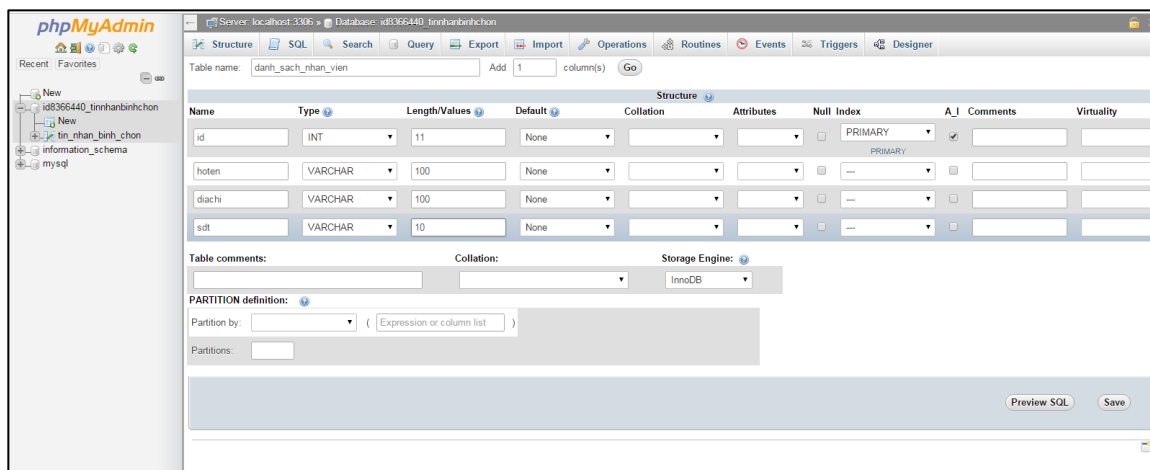 phpMyAdmin
Recent Favorites
New
id8366440_tinnhanbinhchon
New
tin_nhan_binh_chon
information_schema
mysql
Server: localhost:3306 » Database: id8366440_tinnhanbinhchon
Structure SQL Search Query Export Import Operations Routines Events Triggers Designer
Table name: danh_sach_nhan_vien Add 1 column(s) Go
Structure
Name Type Length/Values Default Collation Attributes Null Index A_I Comments Virtuality
id INT 11 None PRIMARY
PRIMARY
hoten VARCHAR 100 None ---
diachi VARCHAR 100 None ---
sdt VARCHAR 10 None ---
Table comments: Collation: Storage Engine:
InnoDB
PARTITION definition:
Partition by: ( Expression or column list )
Partitions:
Preview SQL Save